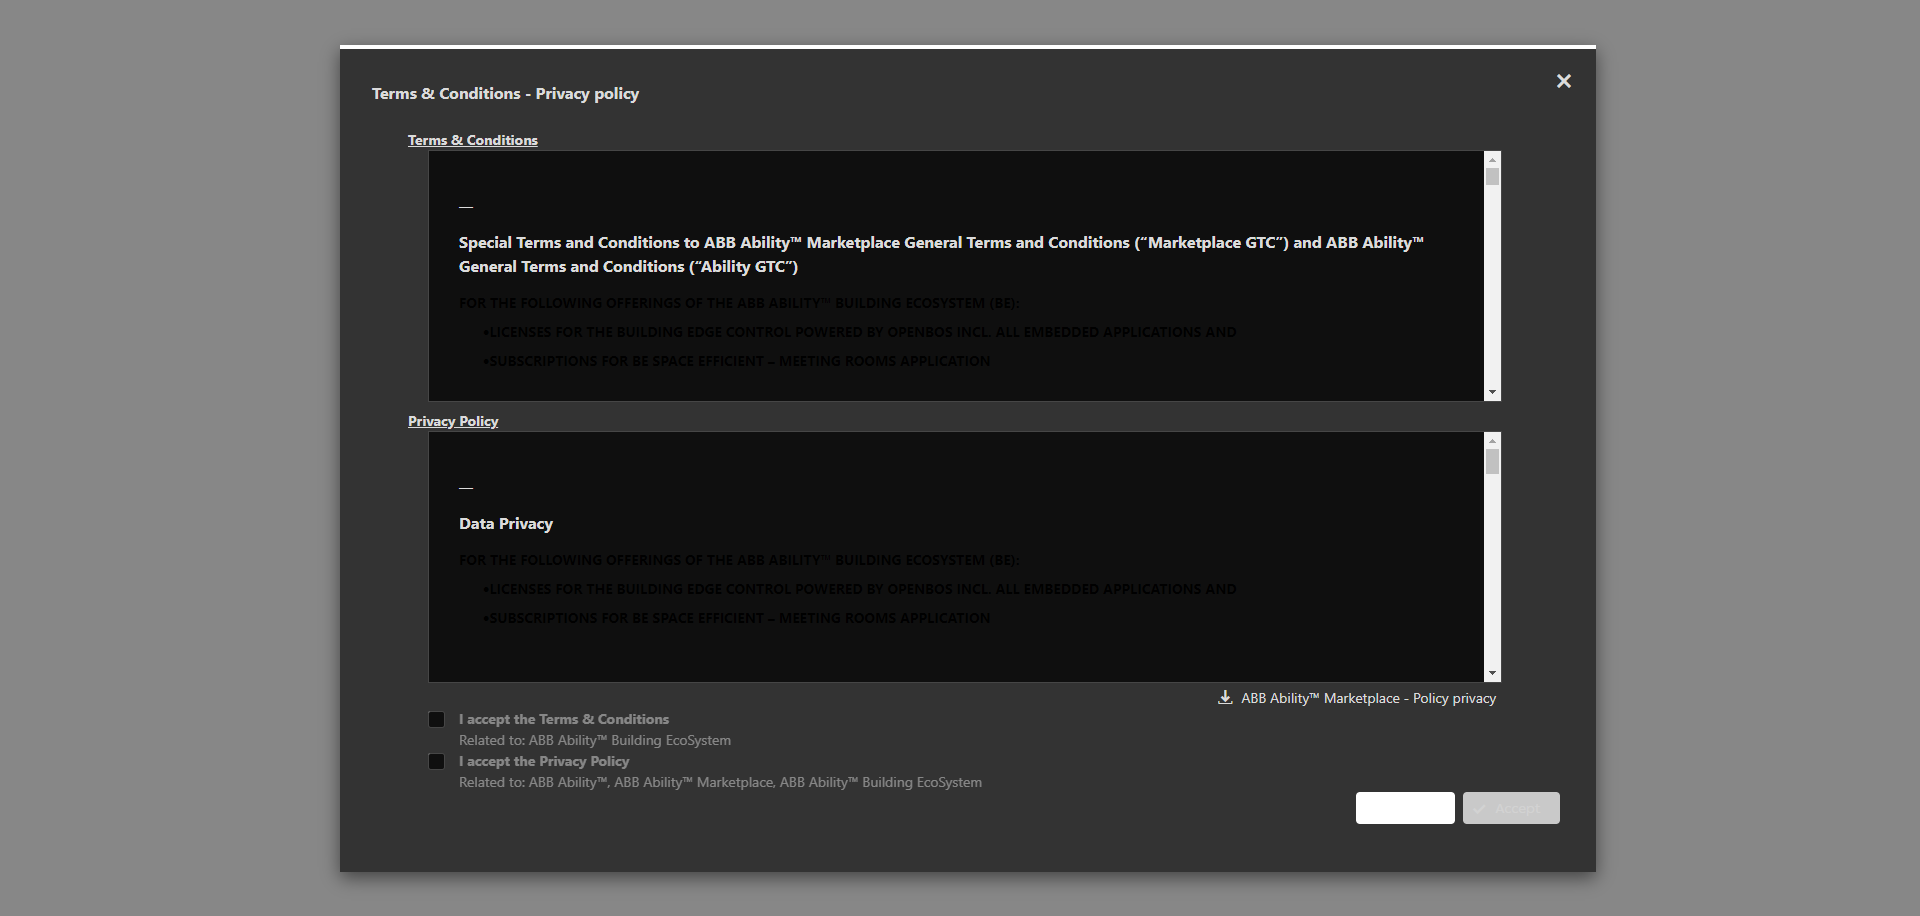 Terms & Conditions - Privacy policy
Terms & Conditions
—
Special Terms and Conditions to ABB Ability™ Marketplace General Terms and Conditions (“Marketplace GTC”) and ABB Ability™
General Terms and Conditions (“Ability GTC”)
FOR THE FOLLOWING OFFERINGS OF THE ABB ABILITY™ BUILDING ECOSYSTEM (BE):
•LICENSES FOR THE BUILDING EDGE CONTROL POWERED BY OPENBOS INCL. ALL EMBEDDED APPLICATIONS AND
•SUBSCRIPTIONS FOR BE SPACE EFFICIENT – MEETING ROOMS APPLICATION
Privacy Policy
—
Data Privacy
FOR THE FOLLOWING OFFERINGS OF THE ABB ABILITY™ BUILDING ECOSYSTEM (BE):
•LICENSES FOR THE BUILDING EDGE CONTROL POWERED BY OPENBOS INCL. ALL EMBEDDED APPLICATIONS AND
•SUBSCRIPTIONS FOR BE SPACE EFFICIENT – MEETING ROOMS APPLICATION
ABB Ability™ Marketplace - Policy privacy
I accept the Terms & Conditions
Related to: ABB Ability™ Building EcoSystem
I accept the Privacy Policy
Related to: ABB Ability™, ABB Ability™ Marketplace, ABB Ability™ Building EcoSystem
Accept